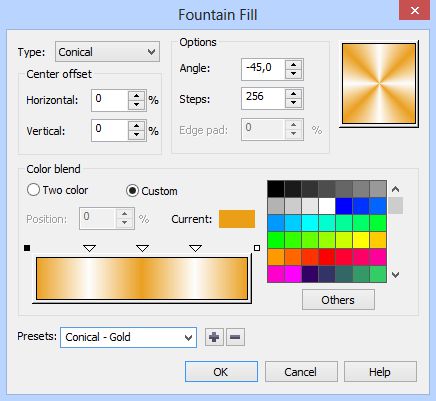 Fountain Fill
Type: Conical
Center offset
Horizontal: 0 %
Vertical: 0 %
Options
Angle: -45,0
Steps: 256
Edge pad: 0 %
Color blend
Two color Custom
Position: 0 % Current:
Others
Presets: Conical - Gold
OK Cancel Help